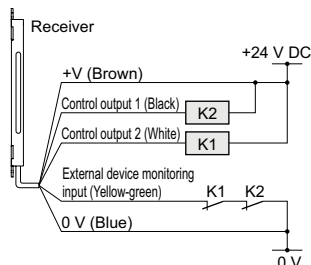 Receiver
+24 V DC
+V (Brown)
Control output 1 (Black)
K2
Control output 2 (White)
K1
External device monitoring
input (Yellow-green)
K1 K2
0 V (Blue)
0 V